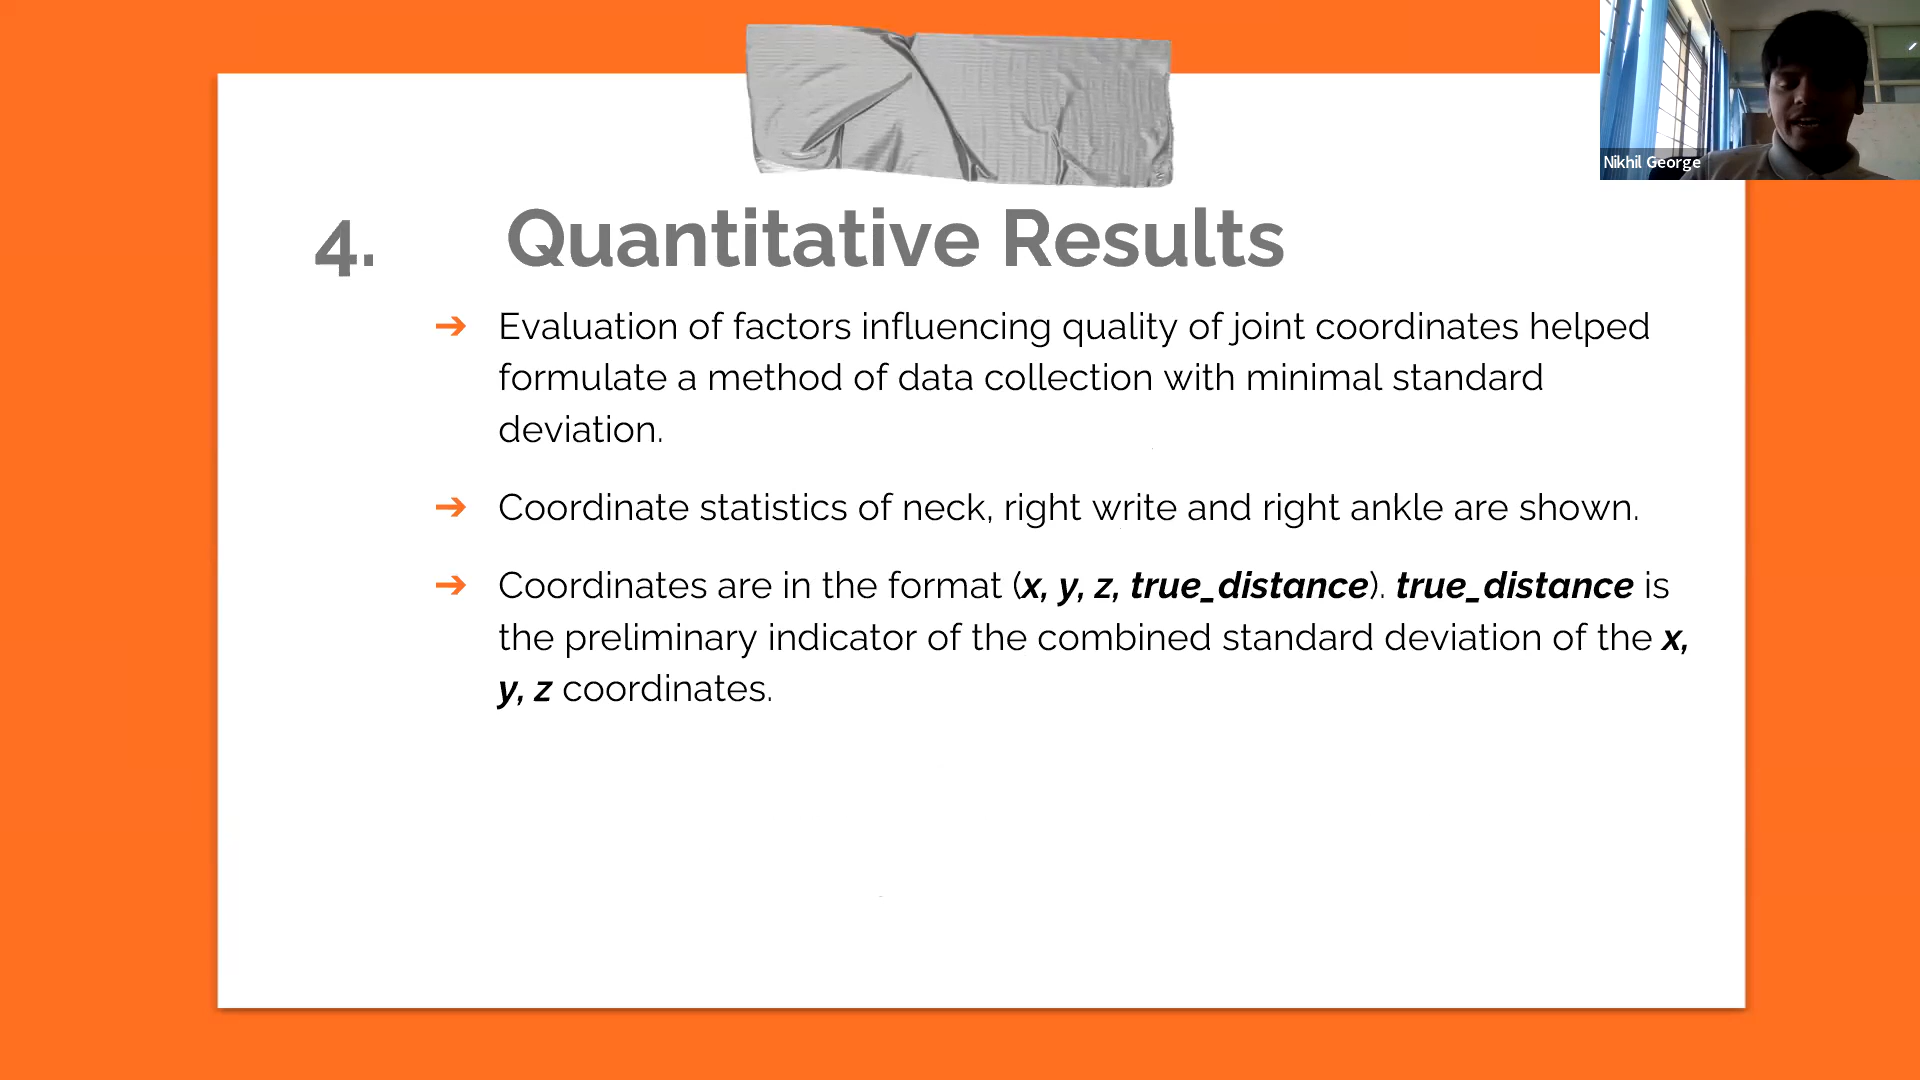 Nikhil George
4. Quantitative Results
➔ Evaluation of factors influencing quality of joint coordinates helped
formulate a method of data collection with minimal standard
deviation.
➔ Coordinate statistics of neck, right write and right ankle are shown.
➔ Coordinates are in the format (x, y, z, true_distance). true_distance is
the preliminary indicator of the combined standard deviation of the x,
y, z coordinates.